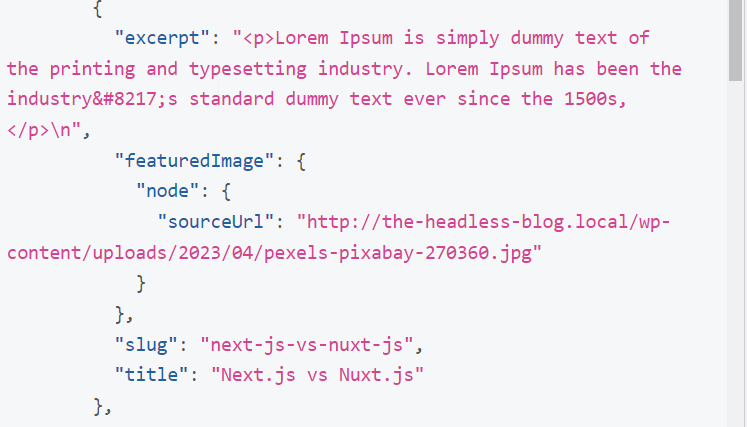 {
"excerpt": "<p>Lorem Ipsum is simply dummy text of
the printing and typesetting industry. Lorem Ipsum has been the
industry&#8217;s standard dummy text ever since the 1500s,
</p>\n",
"featuredImage": {
"node": {
"sourceUrl": "http://the-headless-blog.local/wp-
content/uploads/2023/04/pexels-pixabay-270360.jpg"
}
},
"slug": "next-js-vs-nuxt-js",
"title": "Next.js vs Nuxt.js"
},